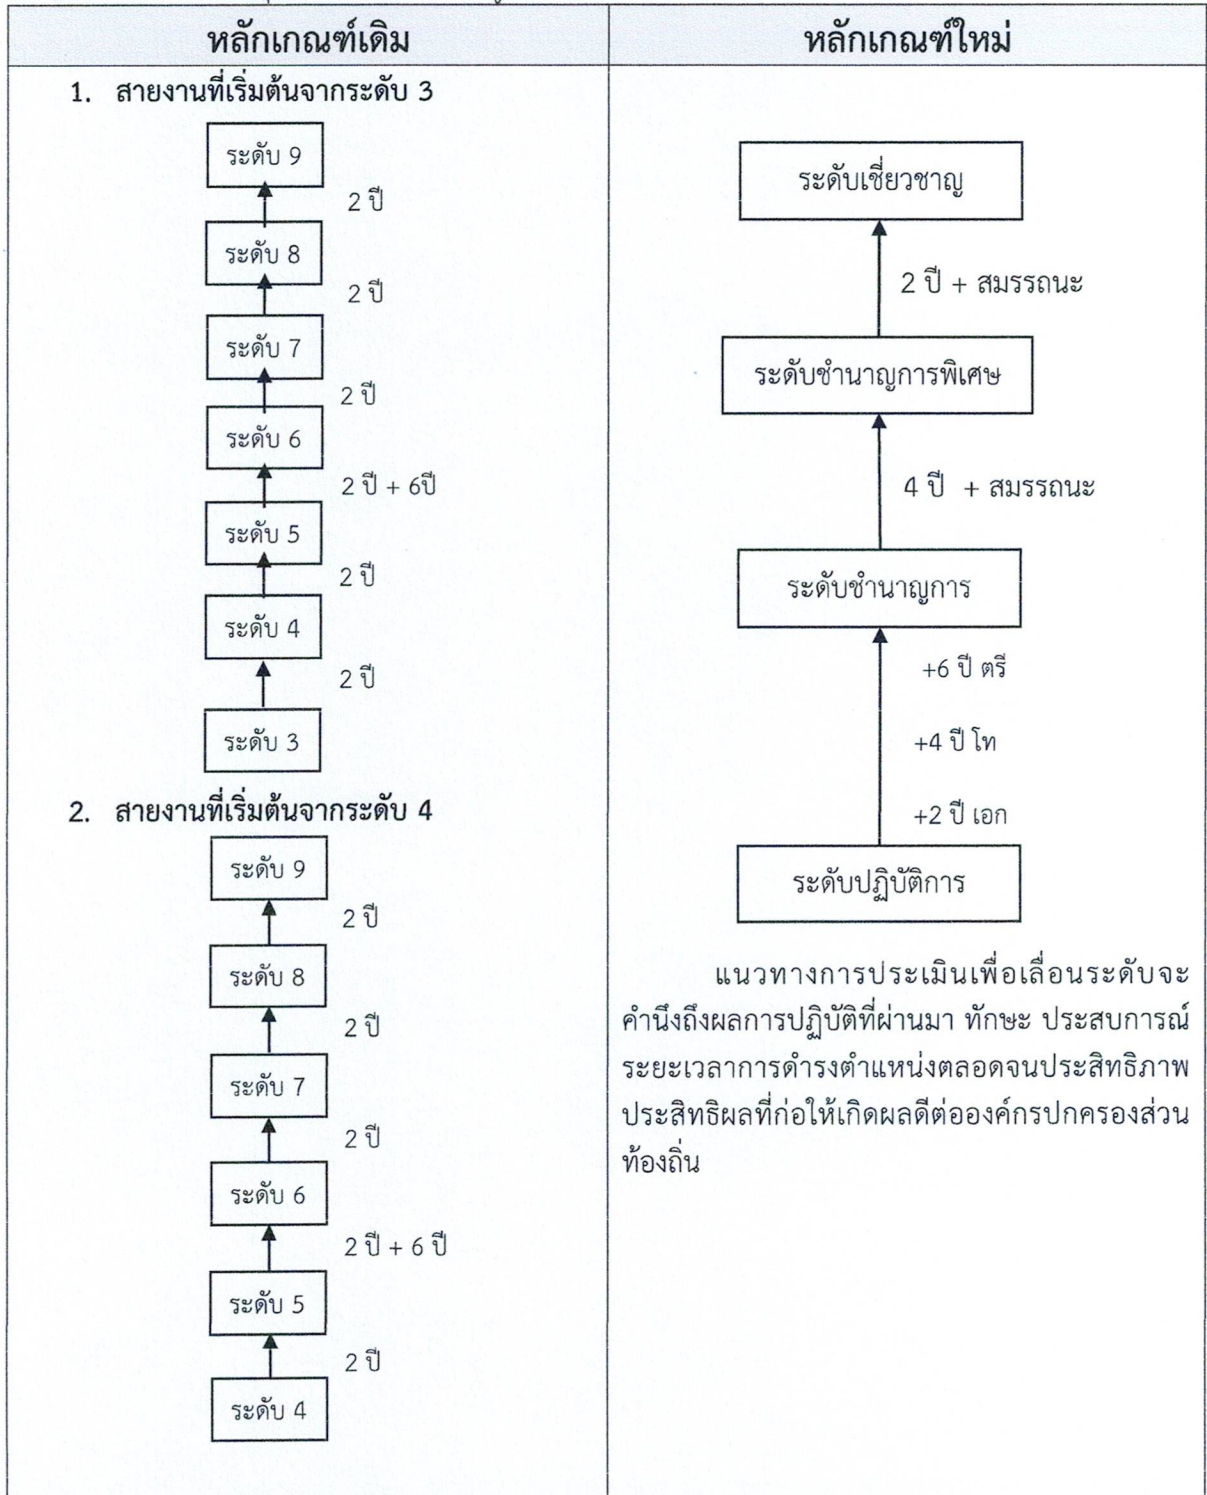 หลักเกณฑ์เดิม
หลักเกณฑ์ใหม่
1. สายงานที่เริ่มต้นจากระดับ 3
ระดับ 9
2 ปี
ระดับ 8
2 ปี
ระดับ 7
2 ปี
ระดับ 6
2 ปี + 6ปี
ระดับ 5
2 ปี
ระดับ 4
2 ปี
ระดับ 3
2. สายงานที่เริ่มต้นจากระดับ 4
ระดับ 9
2 ปี
ระดับ 8
2 ปี
ระดับ 7
2 ปี
ระดับ 6
2 ปี + 6 ปี
ระดับ 5
2 ปี
ระดับ 4
ระดับเชี่ยวชาญ
2 ปี + สมรรถนะ
ระดับชำนาญการพิเศษ
4 ปี + สมรรถนะ
ระดับชำนาญการ
+6 ปี ตรี
+4 ปี โท
+2 ปี เอก
ระดับปฏิบัติการ
แนวทางการประเมินเพื่อเลื่อนระดับจะ
คำนึงถึงผลการปฏิบัติที่ผ่านมา ทักษะ ประสบการณ์
ระยะเวลาการดำรงตำแหน่งตลอดจนประสิทธิภาพ
ประสิทธิผลที่ก่อให้เกิดผลดีต่อองค์กรปกครองส่วน
ท้องถิ่น